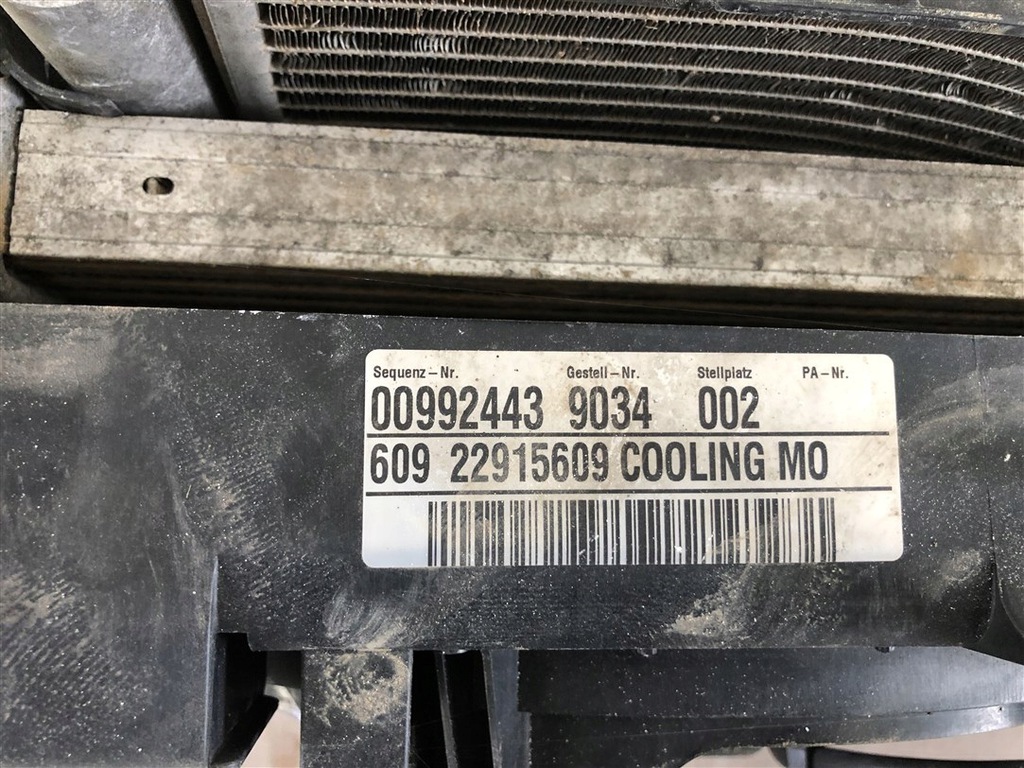 Sequenz-Nr. Gestell-Nr. Stellplatz PA-Nr.
00992443 9034 002
609 22915609 COOLING MO